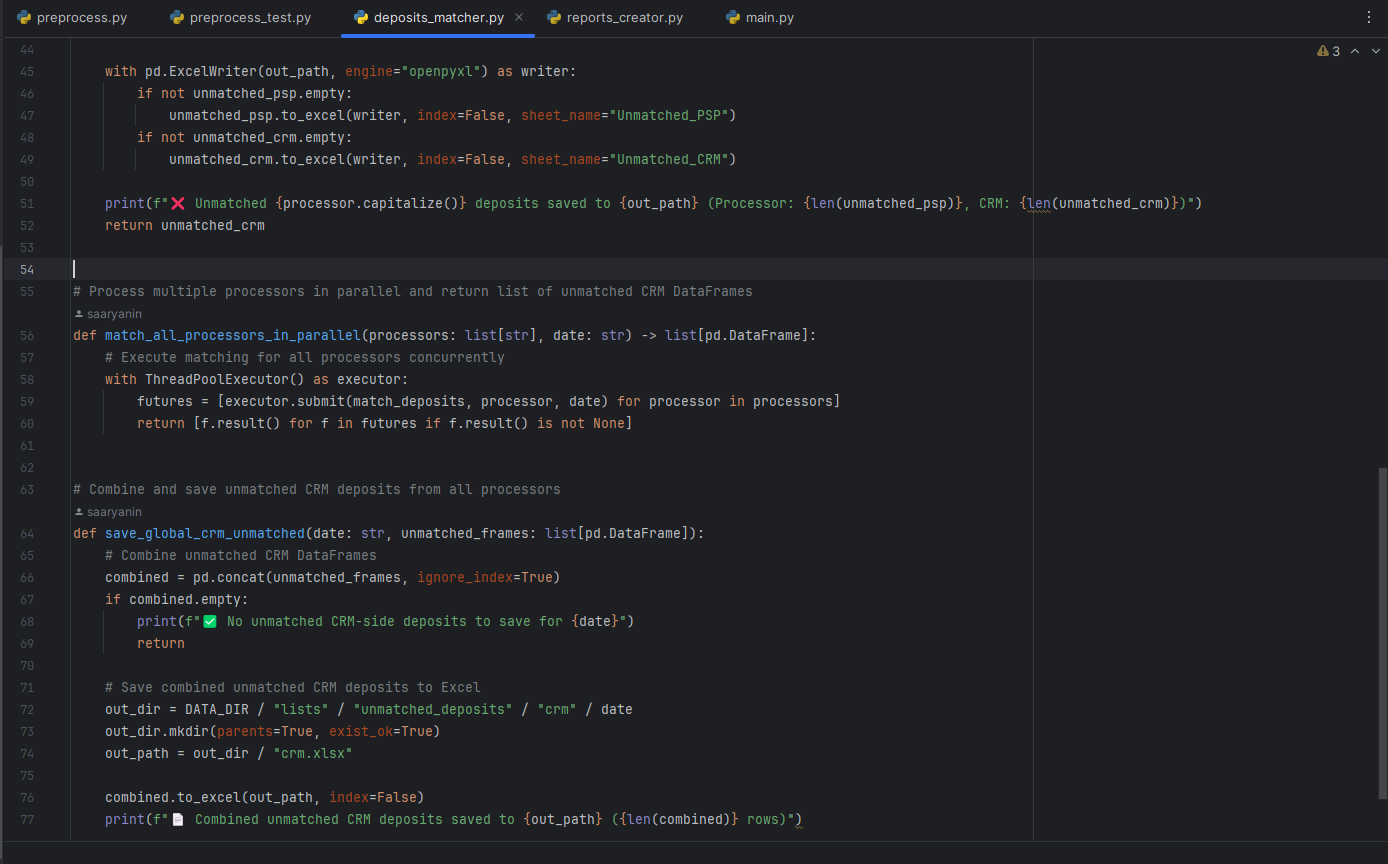 preprocess.py preprocess_test.py deposits_matcher.py × reports_creator.py main.py
3
44
45 with pd.ExcelWriter(out_path, engine="openpyxl") as writer:
46 if not unmatched_psp.empty:
47 unmatched_psp.to_excel(writer, index=False, sheet_name="Unmatched_PSP")
48 if not unmatched_crm.empty:
49 unmatched_crm.to_excel(writer, index=False, sheet_name="Unmatched_CRM")
50
51 print(f"❌ Unmatched {processor.capitalize()} deposits saved to {out_path} (Processor: {len(unmatched_psp)}, CRM: {len(unmatched_crm)})")
52 return unmatched_crm
53
54
55 # Process multiple processors in parallel and return list of unmatched CRM DataFrames
saaryanin
56 def match_all_processors_in_parallel(processors: list[str], date: str) -> list[pd.DataFrame]:
57 # Execute matching for all processors concurrently
58 with ThreadPoolExecutor() as executor:
59 futures = [executor.submit(match_deposits, processor, date) for processor in processors]
60 return [f.result() for f in futures if f.result() is not None]
61
62
63 # Combine and save unmatched CRM deposits from all processors
saaryanin
64 def save_global_crm_unmatched(date: str, unmatched_frames: list[pd.DataFrame]):
65 # Combine unmatched CRM DataFrames
66 combined = pd.concat(unmatched_frames, ignore_index=True)
67 if combined.empty:
68 print(f"✅ No unmatched CRM-side deposits to save for {date}")
69 return
70
71 # Save combined unmatched CRM deposits to Excel
72 out_dir = DATA_DIR / "lists" / "unmatched_deposits" / "crm" / date
73 out_dir.mkdir(parents=True, exist_ok=True)
74 out_path = out_dir / "crm.xlsx"
75
76 combined.to_excel(out_path, index=False)
77 print(f"📄 Combined unmatched CRM deposits saved to {out_path} ({len(combined)} rows)")